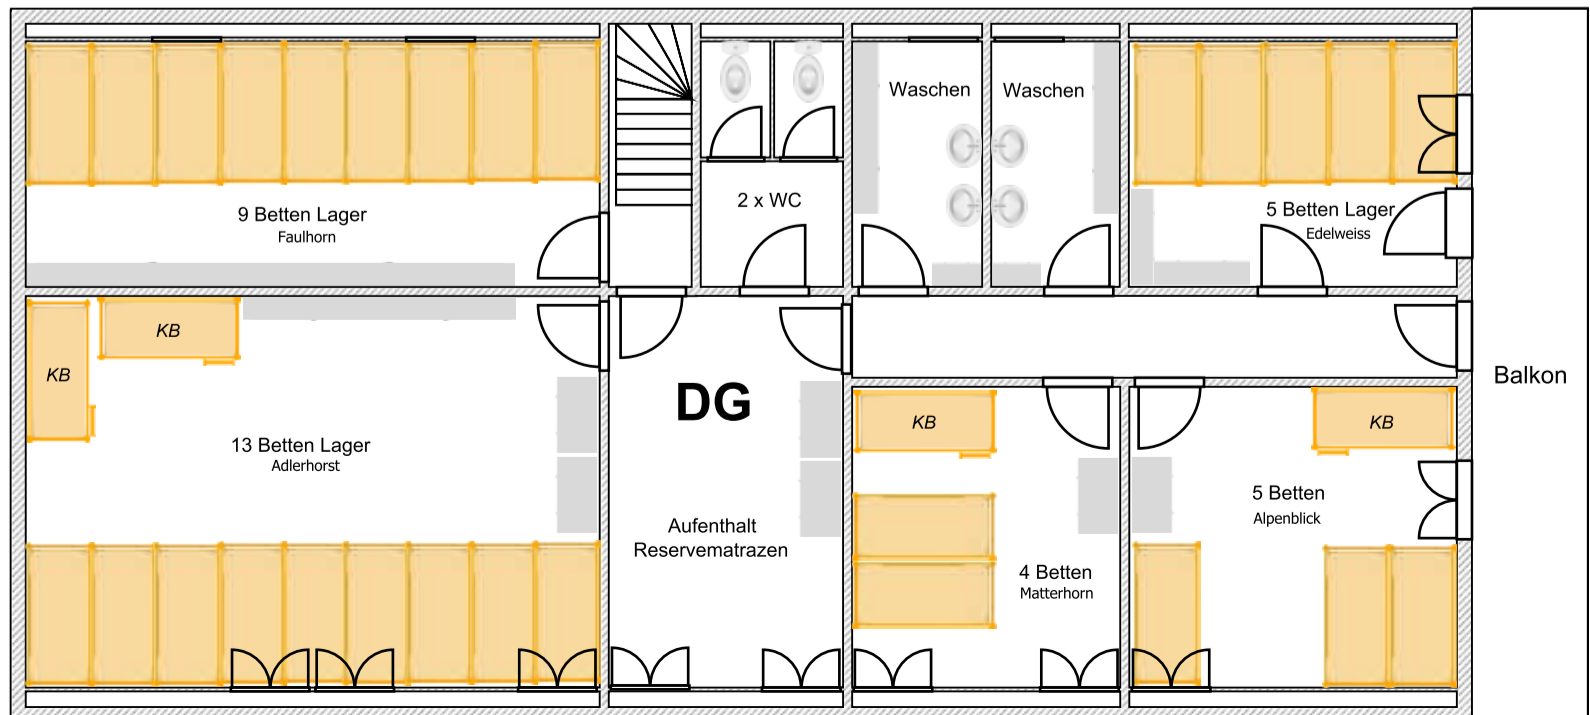 Waschen
Waschen
2 x WC
9 Betten Lager
Faulhorn
5 Betten Lager
Edelweiss
KB
KB
DG
Balkon
KB
KB
13 Betten Lager
Adlerhorst
5 Betten
Alpenblick
Aufenthalt
Reservematrazen
4 Betten
Matterhorn